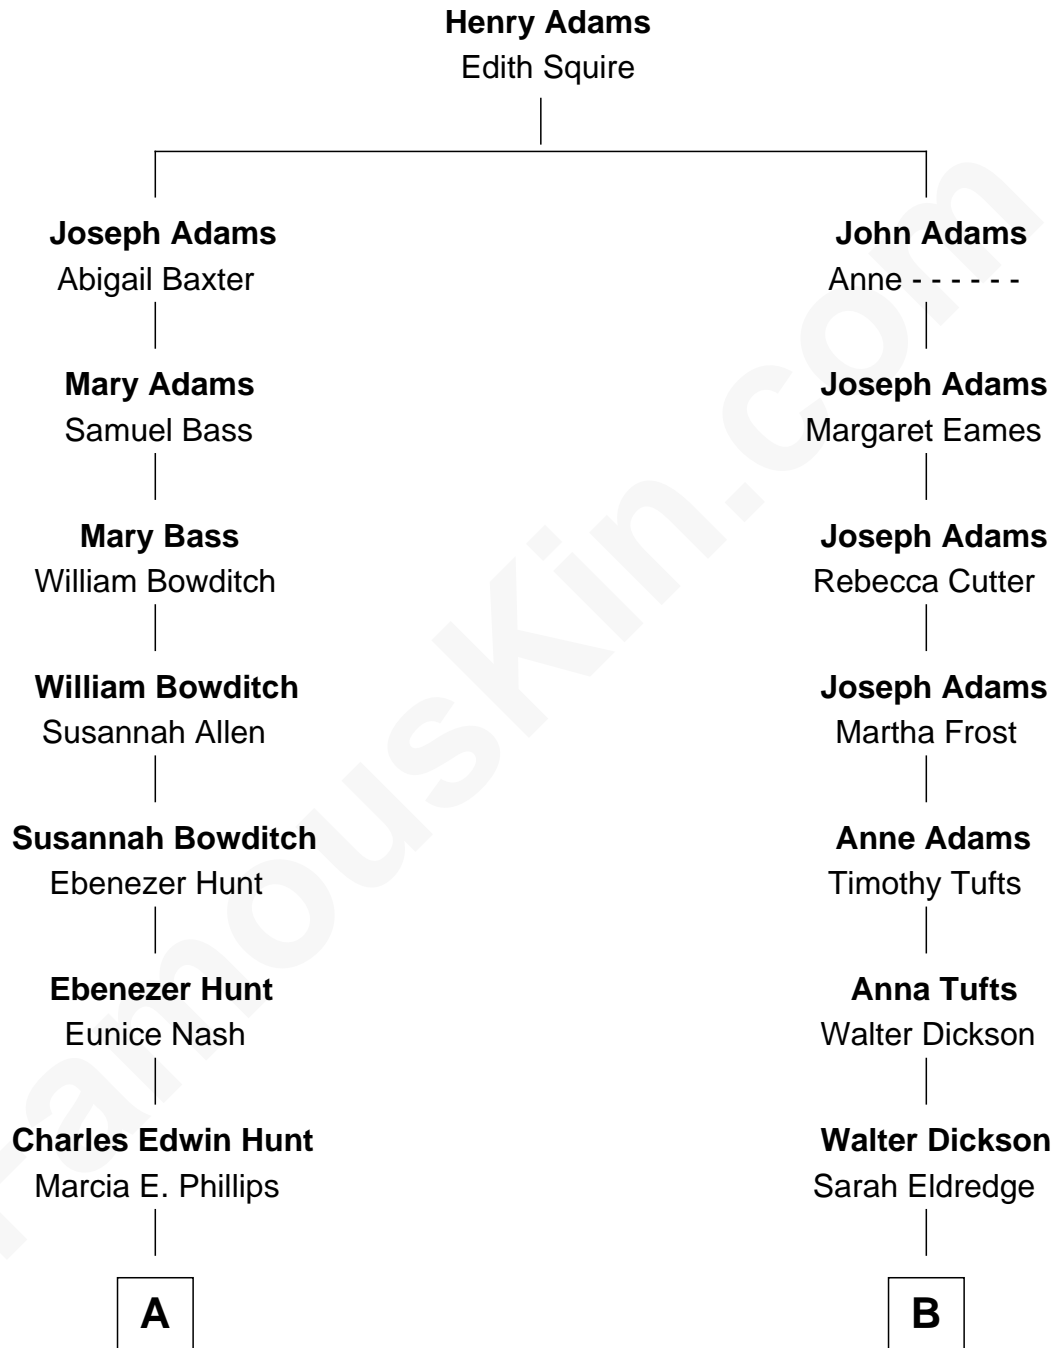 Henry Adams
Edith Squire
Joseph Adams
Abigail Baxter
John Adams
Anne - - - - - -
Mary Adams
Samuel Bass
Joseph Adams
Margaret Eames
Mary Bass
William Bowditch
Joseph Adams
Rebecca Cutter
William Bowditch
Susannah Allen
Joseph Adams
Martha Frost
Susannah Bowditch
Ebenezer Hunt
Anne Adams
Timothy Tufts
Ebenezer Hunt
Eunice Nash
Anna Tufts
Walter Dickson
Charles Edwin Hunt
Marcia E. Phillips
Walter Dickson
Sarah Eldredge
A
B
FamousKin.com